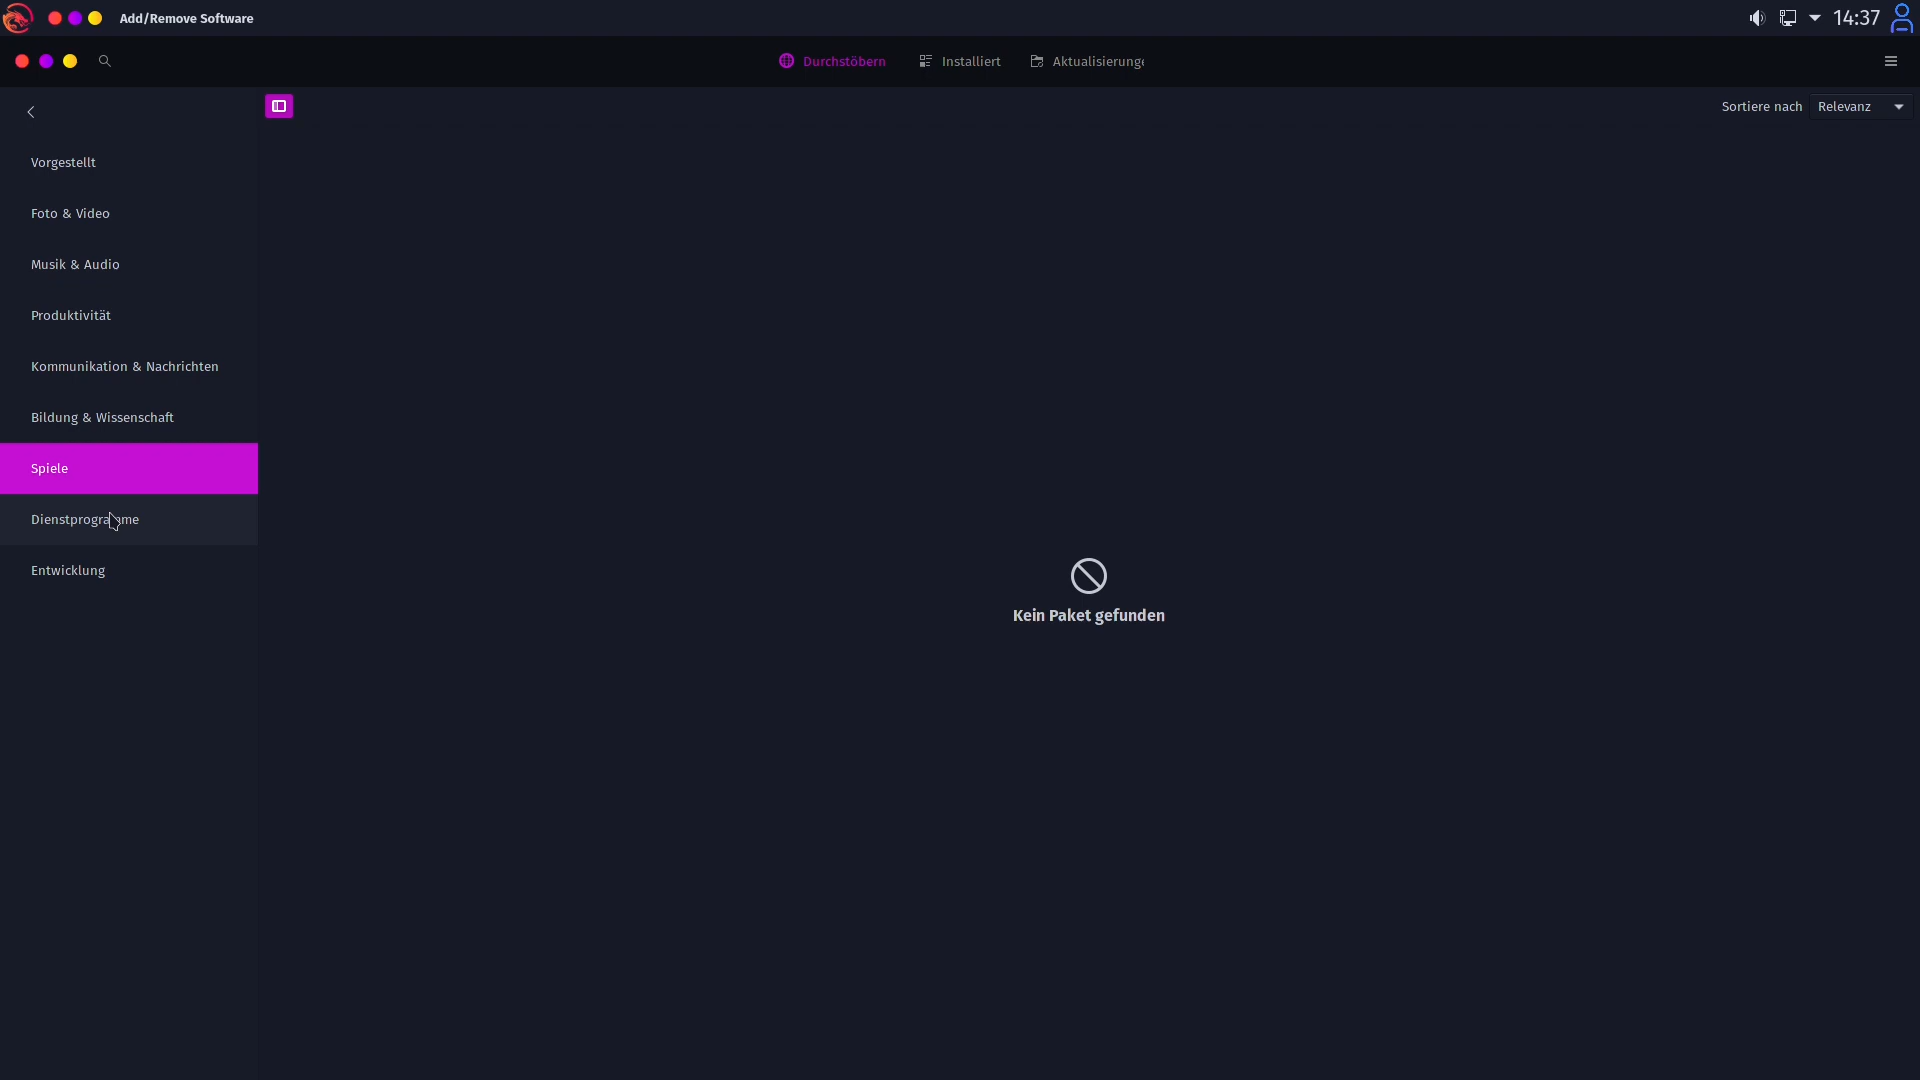 Add/Remove Software
14:37
Durchstöbern
Installiert
Aktualisierunge
Sortiere nach
Relevanz
Vorgestellt
Foto & Video
Musik & Audio
Produktivität
Kommunikation & Nachrichten
Bildung & Wissenschaft
Spiele
Dienstprogramme
Entwicklung
Kein Paket gefunden